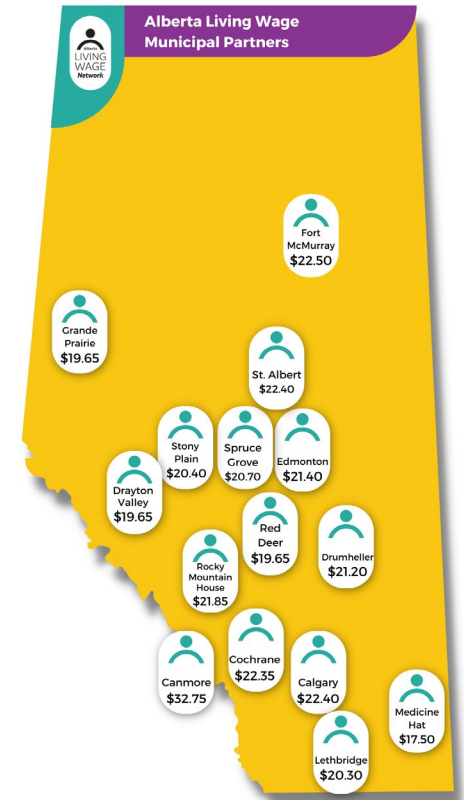 Alberta Living Wage
Municipal Partners
Alberta
LIVING
WAGE
Network
Fort
McMurray
$22.50
Grande
Prairie
$19.65
St. Albert
$22.40
Stony
Plain
$20.40
Spruce
Grove
$20.70
Edmonton
$21.40
Drayton
Valley
$19.65
Red
Deer
$19.65
Drumheller
$21.20
Rocky
Mountain
House
$21.85
Cochrane
$22.35
Canmore
$32.75
Calgary
$22.40
Medicine
Hat
$17.50
Lethbridge
$20.30